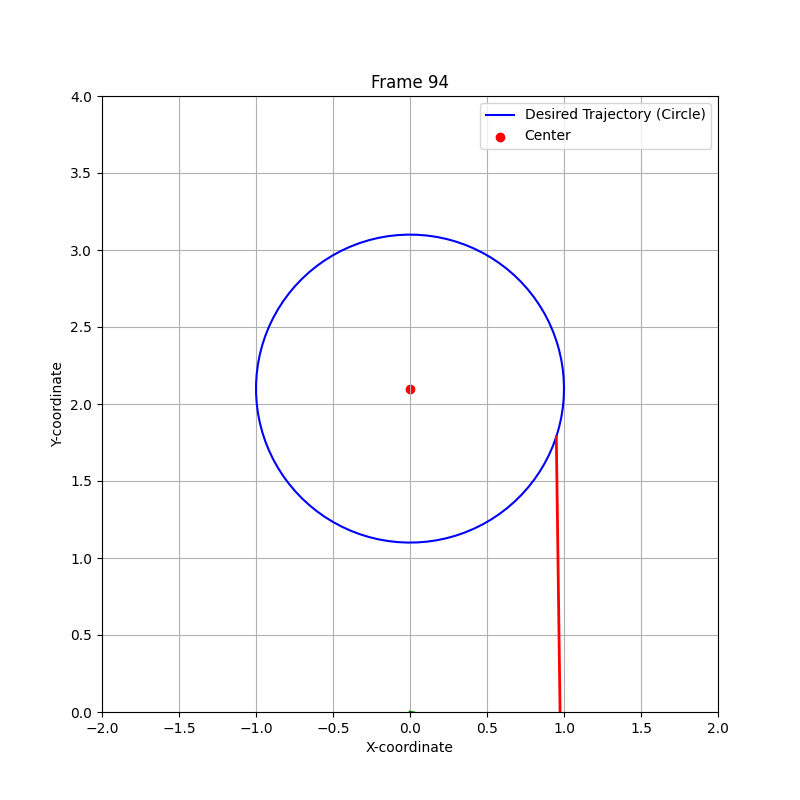 Frame 94
Desired Trajectory (Circle)
Center
4.0
3.5
3.0
2.5
2.0
1.5
1.0
0.5
0.0
Y-coordinate
−2.0 −1.5 −1.0 −0.5 0.0 0.5 1.0 1.5 2.0
X-coordinate